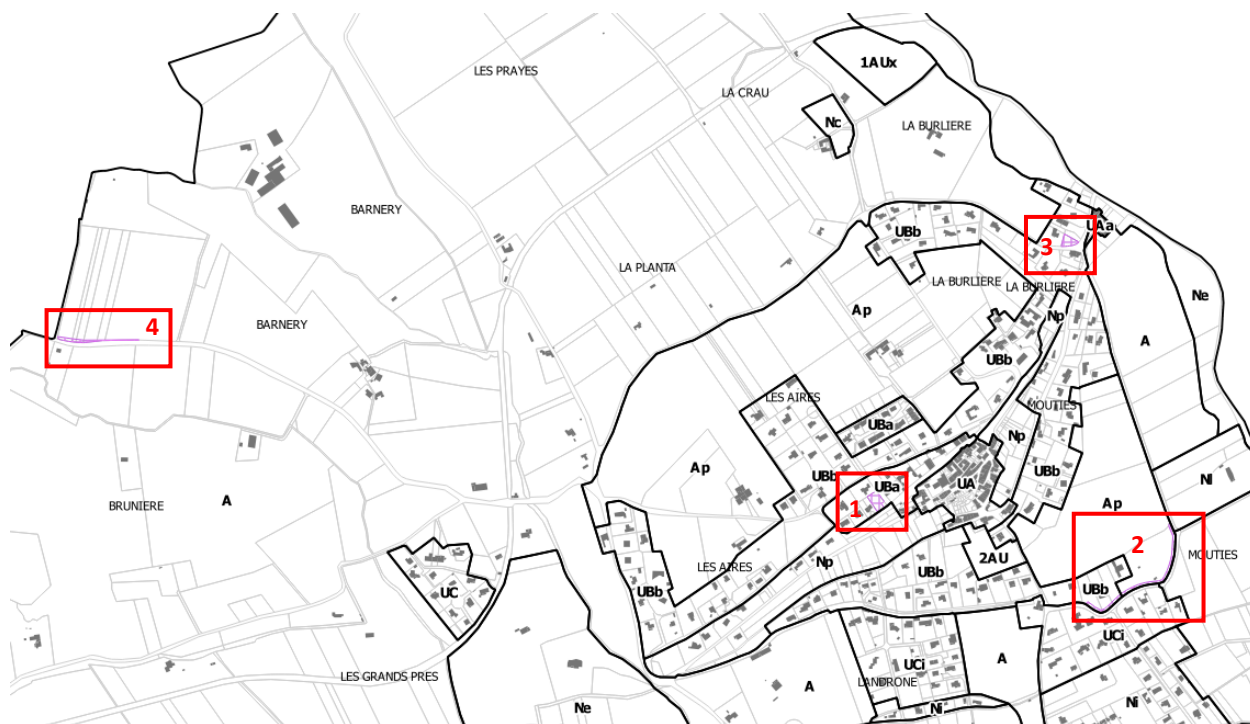 1AUx
LES PRAYES
LA CRAU
Nc
LA BURLIERE
BARNERY
UAa
UBb
3
LA PLANTA
LA BURLIERE
LA BURLIERE
Ne
Ap
Np
4
BARNERY
A
UBb
LES AIRES
MOUTIES
UBa
Np
Ap
UBb
UBa
UBb
UA
NI
BRUNIERE
A
1
Ap
2
MOUTIES
2AU
LES AIRES
Np
UBb
UBb
UBb
UC
UCi
A
UCi
LES GRANDS PRES
LANDRONE
A
Ne
Ni
Ni